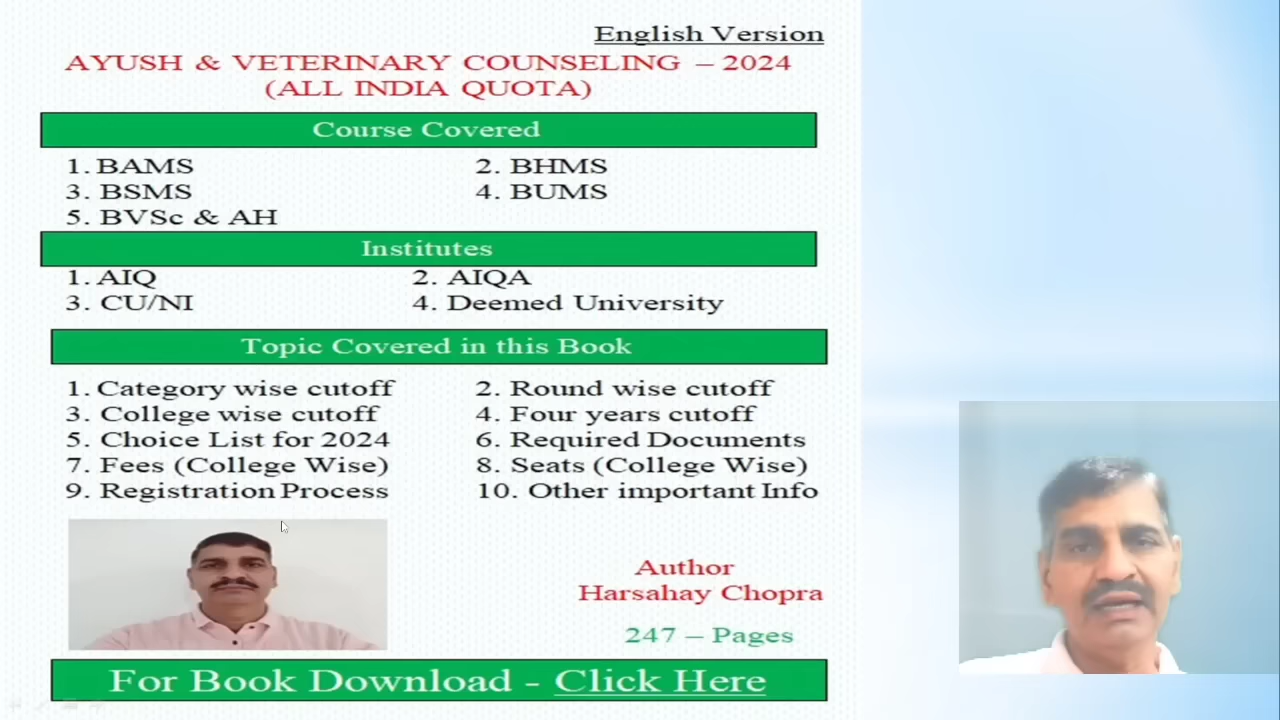 English Version
AYUSH & VETERINARY COUNSELING – 2024
(ALL INDIA QUOTA)
Course Covered
1. BAMS 2. BHMS
3. BSMS 4. BUMS
5. BVSc & AH
Institutes
1. AIQ 2. AIQA
3. CU/NI 4. Deemed University
Topic Covered in this Book
1. Category wise cutoff 2. Round wise cutoff
3. College wise cutoff 4. Four years cutoff
5. Choice List for 2024 6. Required Documents
7. Fees (College Wise) 8. Seats (College Wise)
9. Registration Process 10. Other important Info
Author
Harsahay Chopra
247 – Pages
For Book Download - Click Here